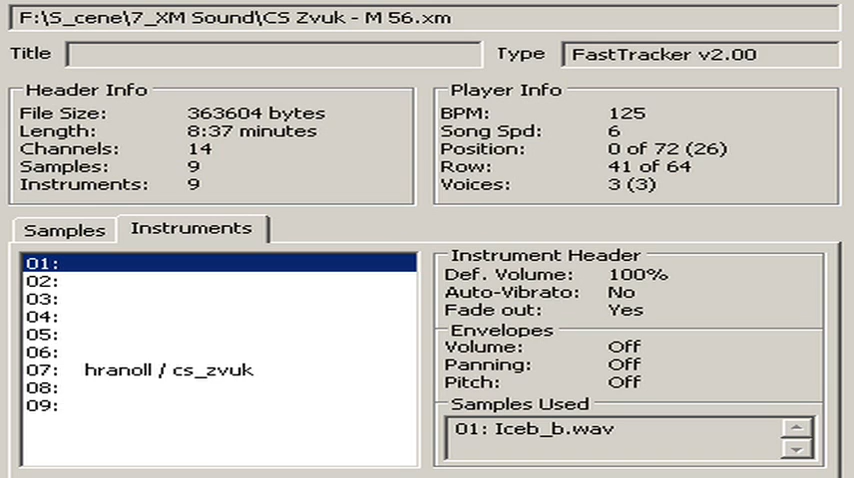 F:\S_cene\7_XM Sound\CS Zvuk - M 56.xm
Title
Type FastTracker v2.00
Header Info
File Size: 363604 bytes
Length: 8:37 minutes
Channels: 14
Samples: 9
Instruments: 9
Player Info
BPM: 125
Song Spd: 6
Position: 0 of 72 (26)
Row: 41 of 64
Voices: 3 (3)
Samples Instruments
01:
02:
03:
04:
05:
06:
07: hranoll / cs_zvuk
08:
09:
Instrument Header
Def. Volume: 100%
Auto-Vibrato: No
Fade out: Yes
Envelopes
Volume: Off
Panning: Off
Pitch: Off
Samples Used
01: Iceb_b.wav